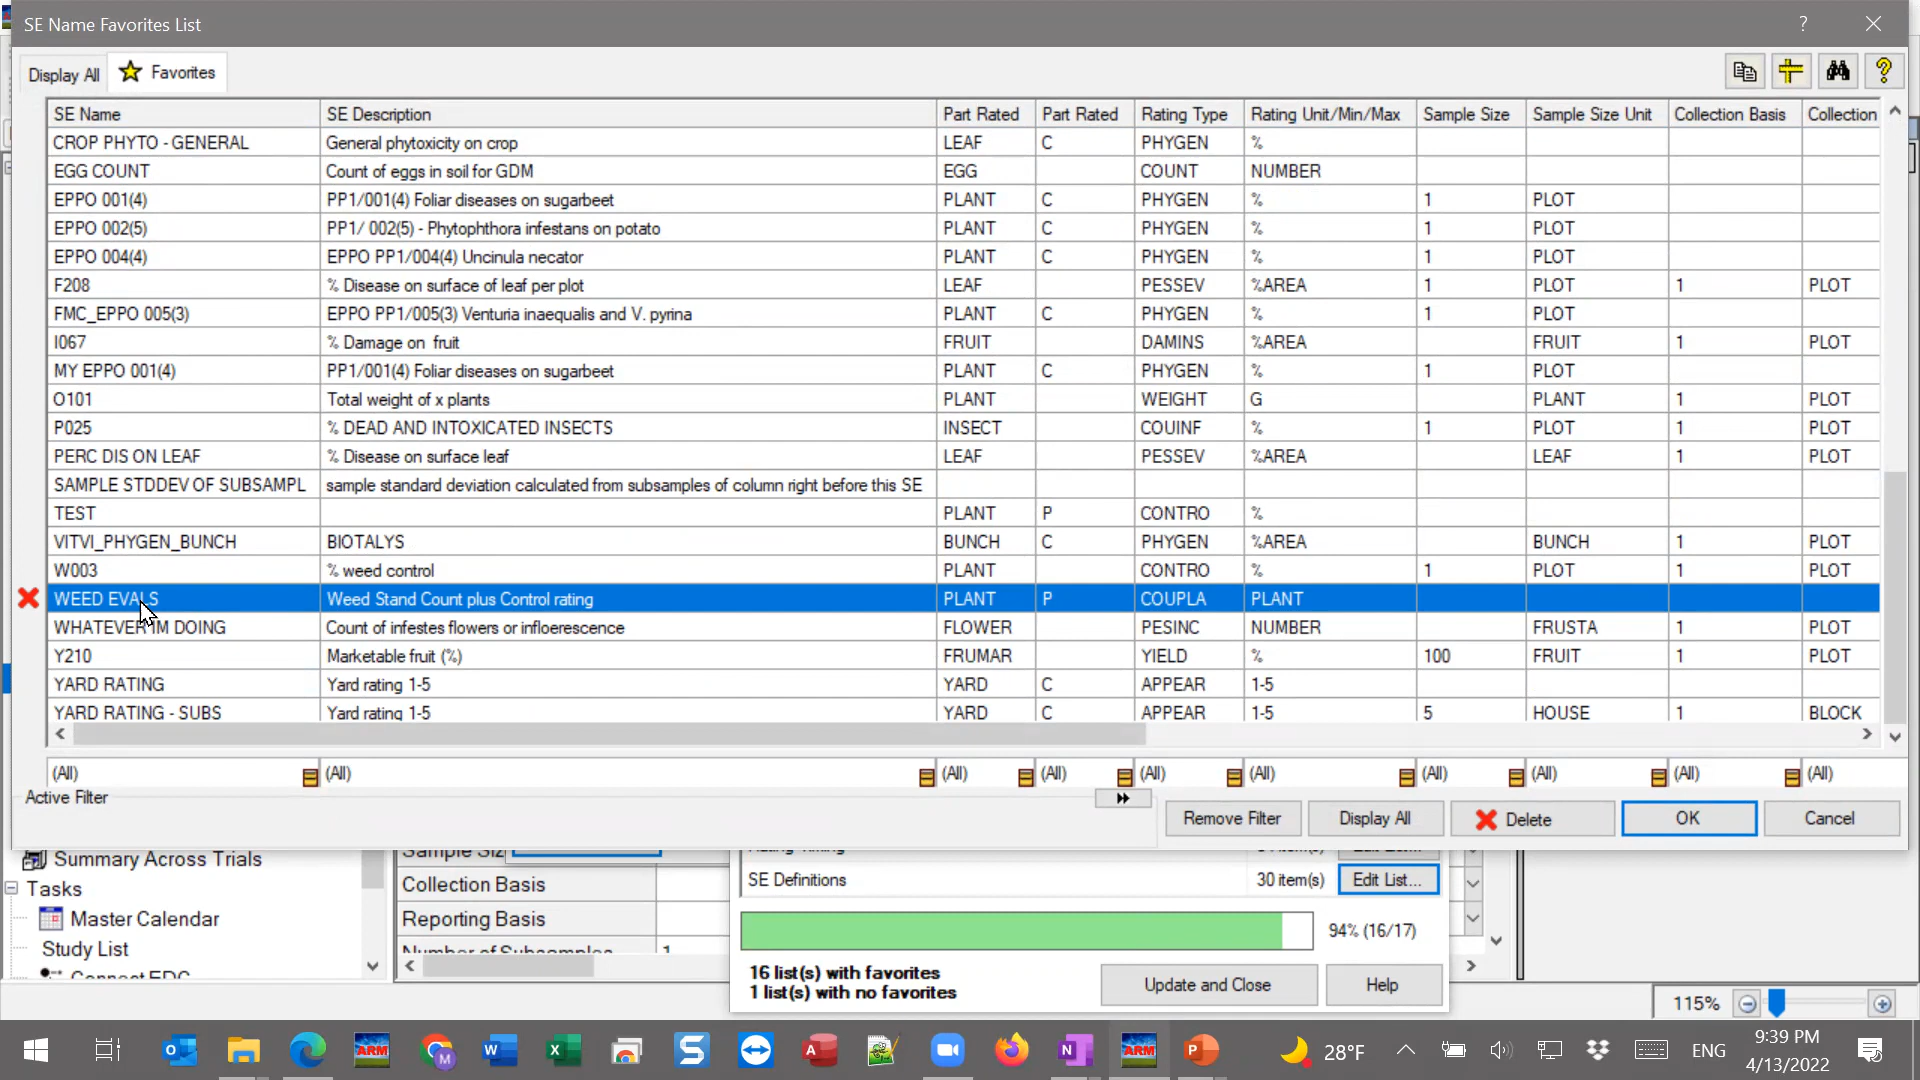 SE Name Favorites List
Display All Favorites
SE Name SE Description Part Rated Part Rated Rating Type Rating Unit/Min/Max Sample Size Sample Size Unit Collection Basis Collection
CROP PHYTO - GENERAL General phytoxicity on crop LEAF C PHYGEN %
EGG COUNT Count of eggs in soil for GDM EGG COUNT NUMBER
EPPO 001(4) PP1/001(4) Foliar diseases on sugarbeet PLANT C PHYGEN % 1 PLOT
EPPO 002(5) PP1/ 002(5) - Phytophthora infestans on potato PLANT C PHYGEN % 1 PLOT
EPPO 004(4) EPPO PP1/004(4) Uncinula necator PLANT C PHYGEN % 1 PLOT
F208 % Disease on surface of leaf per plot LEAF PESSEV %AREA 1 PLOT 1 PLOT
FMC_EPPO 005(3) EPPO PP1/005(3) Venturia inaequalis and V. pyrina PLANT C PHYGEN % 1 PLOT
I067 % Damage on fruit FRUIT DAMINS %AREA FRUIT 1 PLOT
MY EPPO 001(4) PP1/001(4) Foliar diseases on sugarbeet PLANT C PHYGEN % 1 PLOT
O101 Total weight of x plants PLANT WEIGHT G PLANT 1 PLOT
P025 % DEAD AND INTOXICATED INSECTS INSECT COUINF % 1 PLOT 1 PLOT
PERC DIS ON LEAF % Disease on surface leaf LEAF PESSEV %AREA LEAF 1 PLOT
SAMPLE STDDEV OF SUBSAMPL sample standard deviation calculated from subsamples of column right before this SE
TEST PLANT P CONTRO %
VITVI_PHYGEN_BUNCH BIOTALYS BUNCH C PHYGEN %AREA BUNCH 1 PLOT
W003 % weed control PLANT CONTRO % 1 PLOT 1 PLOT
WEED EVALS Weed Stand Count plus Control rating PLANT P COUPLA PLANT
WHATEVER IM DOING Count of infestes flowers or infloerescence FLOWER PESINC NUMBER FRUSTA 1 PLOT
Y210 Marketable fruit (%) FRUMAR YIELD % 100 FRUIT 1 PLOT
YARD RATING Yard rating 1-5 YARD C APPEAR 1-5
YARD RATING - SUBS Yard rating 1-5 YARD C APPEAR 1-5 5 HOUSE 1 BLOCK
(All) (All) (All) (All) (All) (All) (All) (All) (All) (All)
Active Filter
Remove Filter Display All Delete OK Cancel
Summary Across Trials
Tasks
Master Calendar
Study List
Connect EDC
Sample Siz
Collection Basis
Reporting Basis
Number of Subsamples 1
SE Definitions 30 item(s) Edit List...
94% (16/17)
16 list(s) with favorites
1 list(s) with no favorites
Update and Close Help
115%
28°F ENG 9:39 PM
4/13/2022